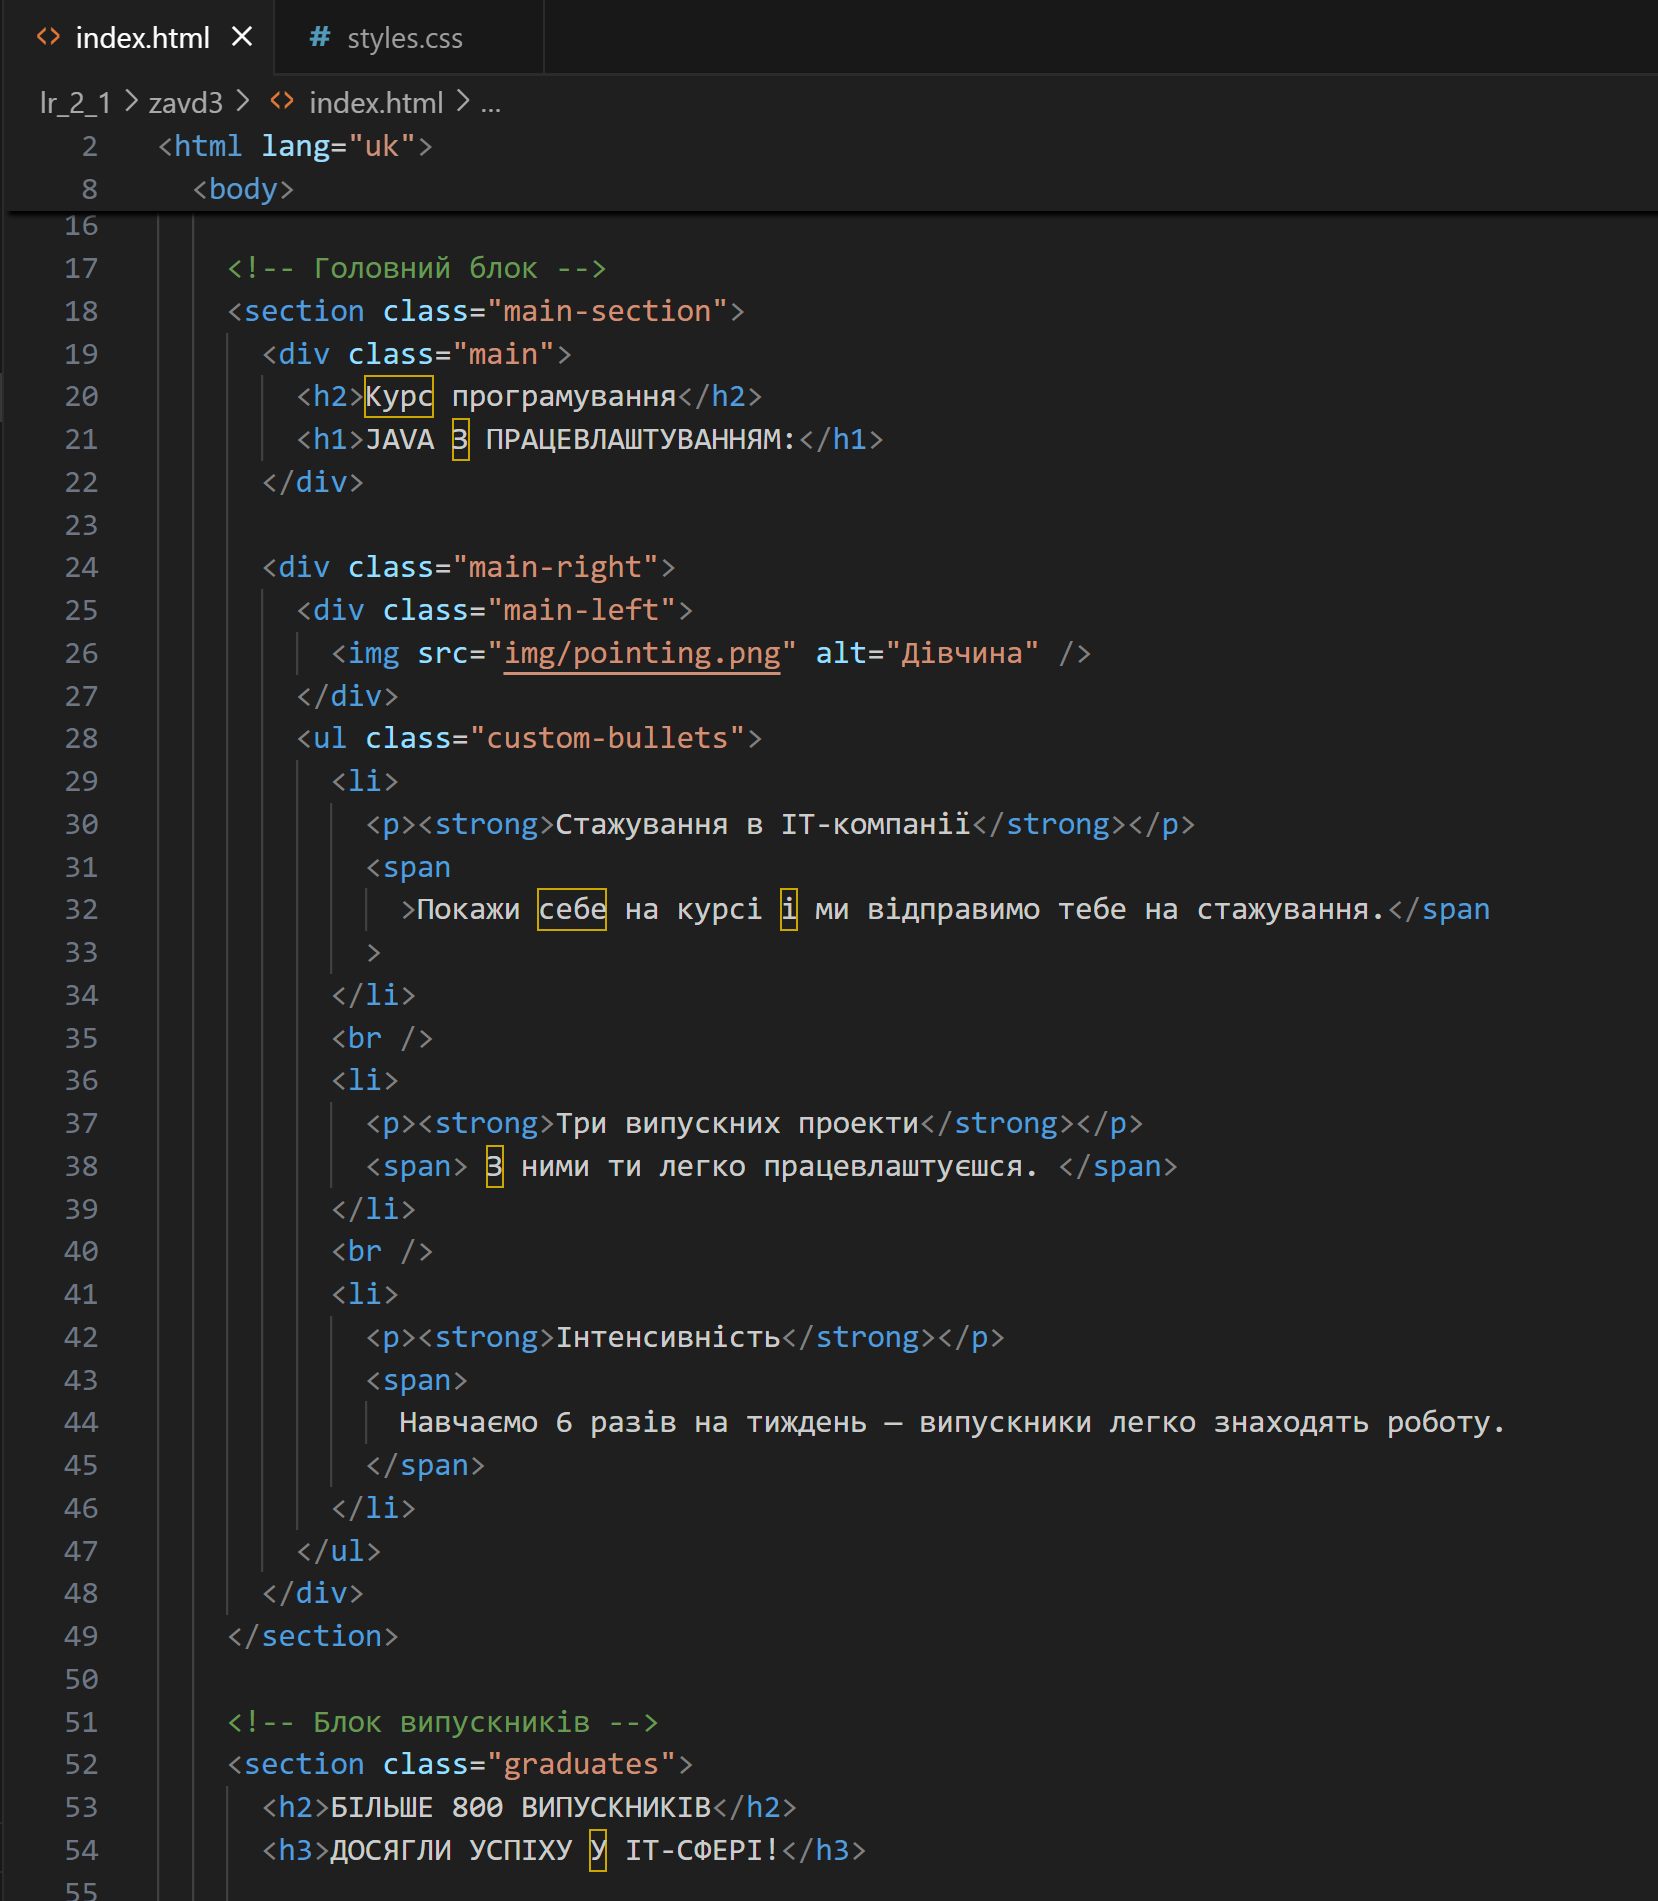 index.html
styles.css
lr_2_1 > zavd3 > index.html > ...
2 <html lang="uk">
8 <body>
16
17 <!-- Головний блок -->
18 <section class="main-section">
19 <div class="main">
20 <h2>Курс програмування</h2>
21 <h1>JAVA З ПРАЦЕВЛАШТУВАННЯМ:</h1>
22 </div>
23
24 <div class="main-right">
25 <div class="main-left">
26 <img src="img/pointing.png" alt="Дівчина" />
27 </div>
28 <ul class="custom-bullets">
29 <li>
30 <p><strong>Стажування в ІТ-компанії</strong></p>
31 <span
32 >Покажи себе на курсі і ми відправимо тебе на стажування.</span
33 >
34 </li>
35 <br />
36 <li>
37 <p><strong>Три випускних проекти</strong></p>
38 <span> З ними ти легко працевлаштуєшся. </span>
39 </li>
40 <br />
41 <li>
42 <p><strong>Інтенсивність</strong></p>
43 <span>
44 Навчаємо 6 разів на тиждень — випускники легко знаходять роботу.
45 </span>
46 </li>
47 </ul>
48 </div>
49 </section>
50
51 <!-- Блок випускників -->
52 <section class="graduates">
53 <h2>БІЛЬШЕ 800 ВИПУСКНИКІВ</h2>
54 <h3>ДОСЯГЛИ УСПІХУ У ІТ-СФЕРІ!</h3>
55